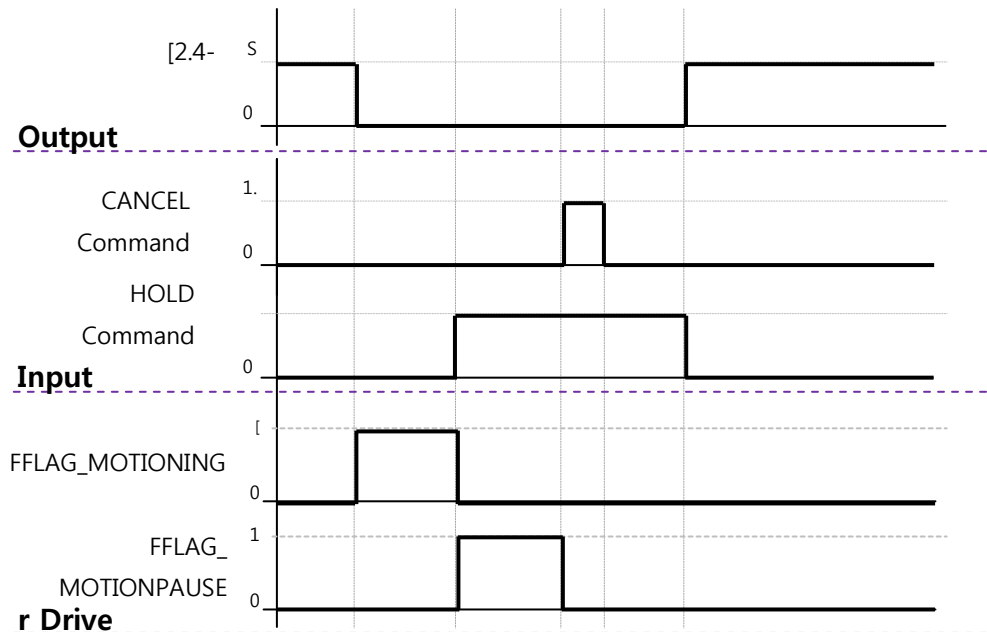 [2.4-
S
0
Output
CANCEL
Command
1.
0
HOLD
Command
0
Input
[
FFLAG_MOTIONING
0
FFLAG_
MOTIONPAUSE
1
0
r Drive